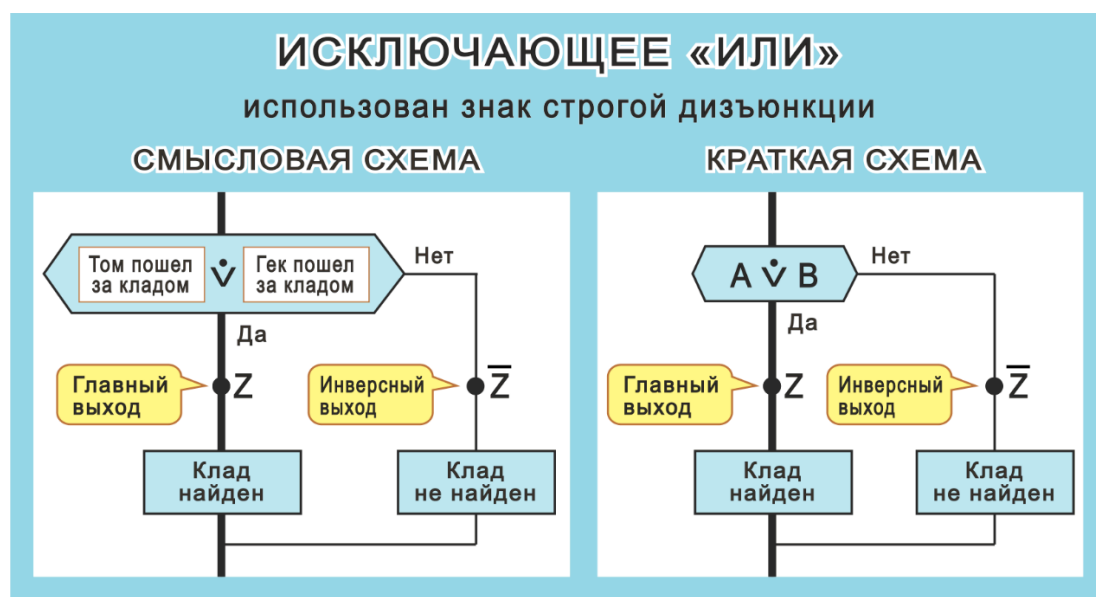 ИСКЛЮЧАЮЩЕЕ «ИЛИ»
использован знак строгой дизъюнкции
СМЫСЛОВАЯ СХЕМА
Том пошел
за кладом
V̇
Гек пошел
за кладом
Нет
Да
Главный
выход
Z
Инверсный
выход
Z̅
Клад
найден
Клад
не найден
КРАТКАЯ СХЕМА
A V̇ B
Нет
Да
Главный
выход
Z
Инверсный
выход
Z̅
Клад
найден
Клад
не найден